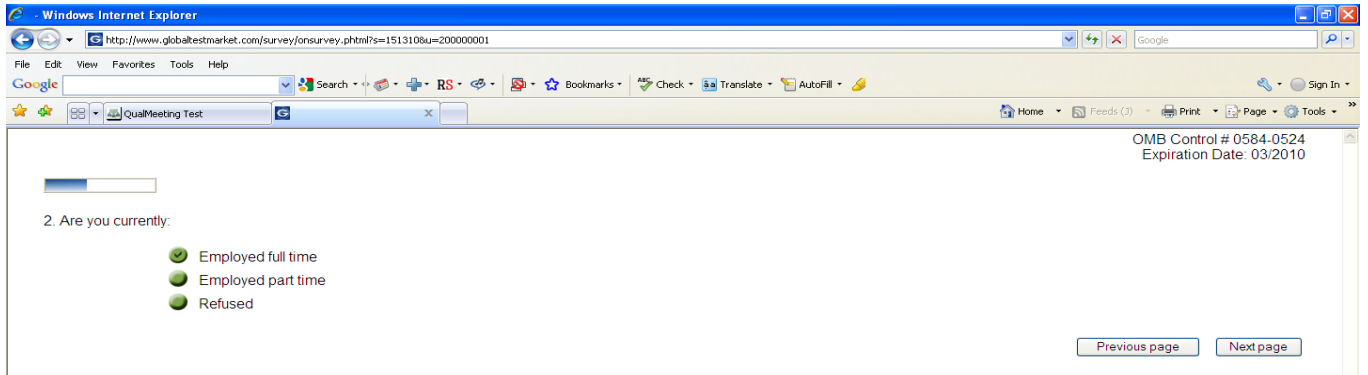 - Windows Internet Explorer
http://www.globaltestmarket.com/survey/onsurvey.phtml?s=151310&u=200000001
Google
File Edit View Favorites Tools Help
Google Search RS Bookmarks ABC Check aa Translate AutoFill Sign In
QualMeeting Test G X Home Feeds (J) Print Page Tools »
OMB Control # 0584-0524
Expiration Date: 03/2010
2. Are you currently:
Employed full time
Employed part time
Refused
Previous page Next page